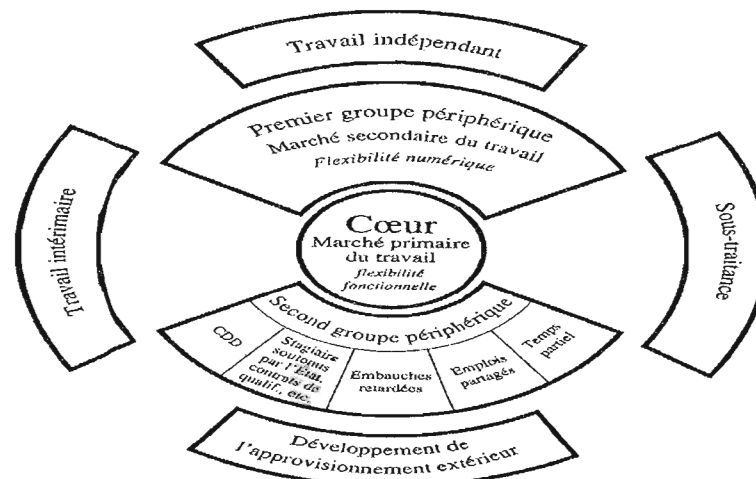 Travail indépendant
Premier groupe périphérique
Marché secondaire du travail
Flexibilité numérique
Travail intérimaire
Cœur
Marché primaire
du travail
flexibilité
fonctionnelle
Sous-traitance
Second groupe périphérique
CDD
Stagiaire
soutenus
par l'État,
contrats de
qualif., etc.
Embauches
retardées
Emplois
partagés
Temps
partiel
Développement de
l'approvisionnement extérieur